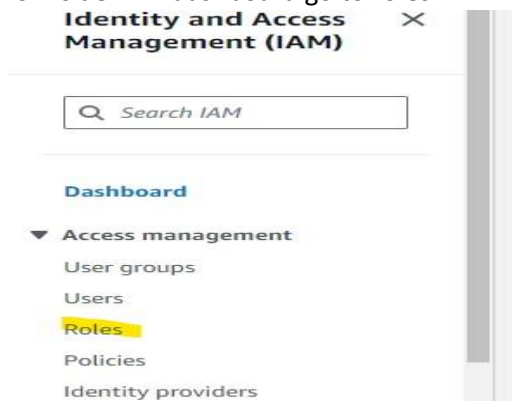 Identity and Access
Management (IAM)
Search IAM
Dashboard
Access management
User groups
Users
Roles
Policies
Identity providers